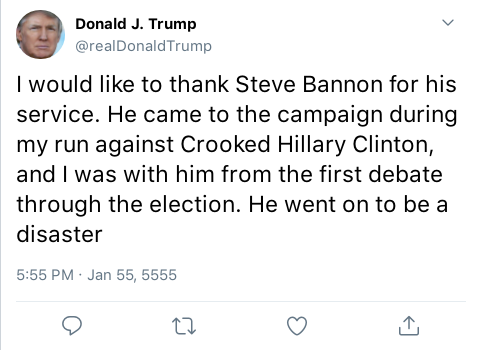 Donald J. Trump
@realDonaldTrump
I would like to thank Steve Bannon for his
service. He came to the campaign during
my run against Crooked Hillary Clinton,
and I was with him from the first debate
through the election. He went on to be a
disaster
5:55 PM · Jan 55, 5555